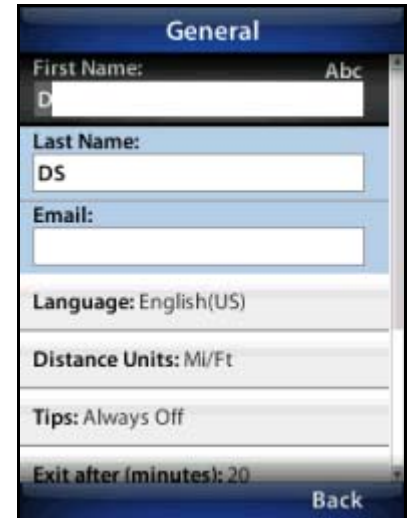 General
First Name: Abc
D
Last Name:
DS
Email:
Language: English(US)
Distance Units: Mi/Ft
Tips: Always Off
Exit after (minutes): 20
Back